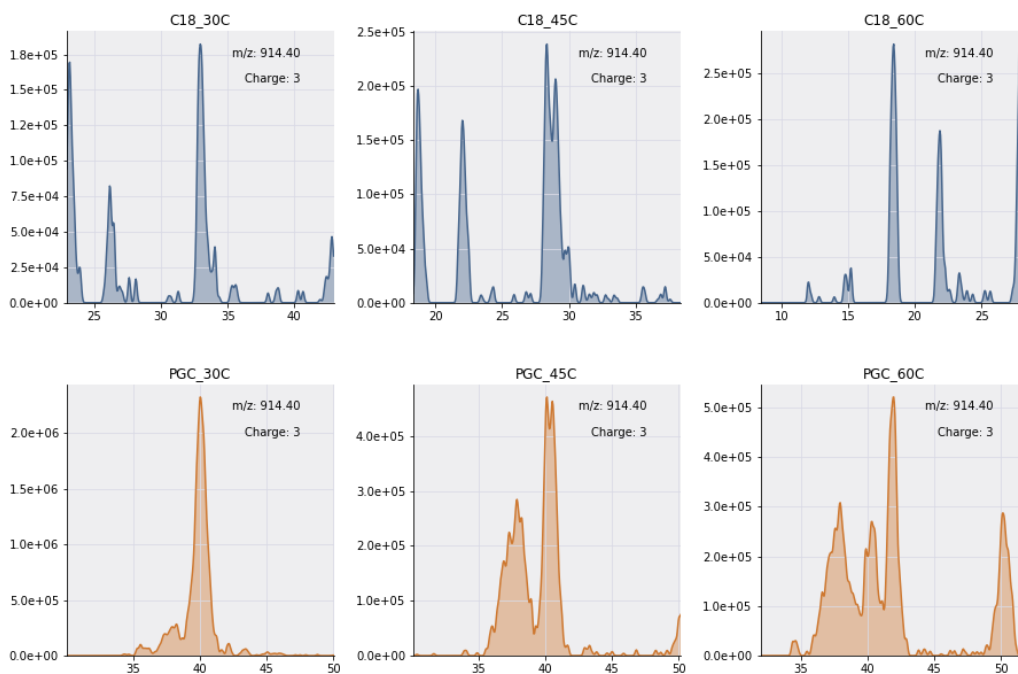 C18_30C
m/z: 914.40
Charge: 3
1.8e+05
1.5e+05
1.2e+05
1.0e+05
7.5e+04
5.0e+04
2.5e+04
0.0e+00
25 30 35 40
C18_45C
m/z: 914.40
Charge: 3
2.5e+05
2.0e+05
1.5e+05
1.0e+05
5.0e+04
0.0e+00
20 25 30 35
C18_60C
m/z: 914.40
Charge: 3
2.5e+05
2.0e+05
1.5e+05
1.0e+05
5.0e+04
0.0e+00
10 15 20 25
PGC_30C
m/z: 914.40
Charge: 3
2.0e+06
1.5e+06
1.0e+06
5.0e+05
0.0e+00
35 40 45 50
PGC_45C
m/z: 914.40
Charge: 3
4.0e+05
3.0e+05
2.0e+05
1.0e+05
0.0e+00
35 40 45 50
PGC_60C
m/z: 914.40
Charge: 3
5.0e+05
4.0e+05
3.0e+05
2.0e+05
1.0e+05
0.0e+00
35 40 45 50